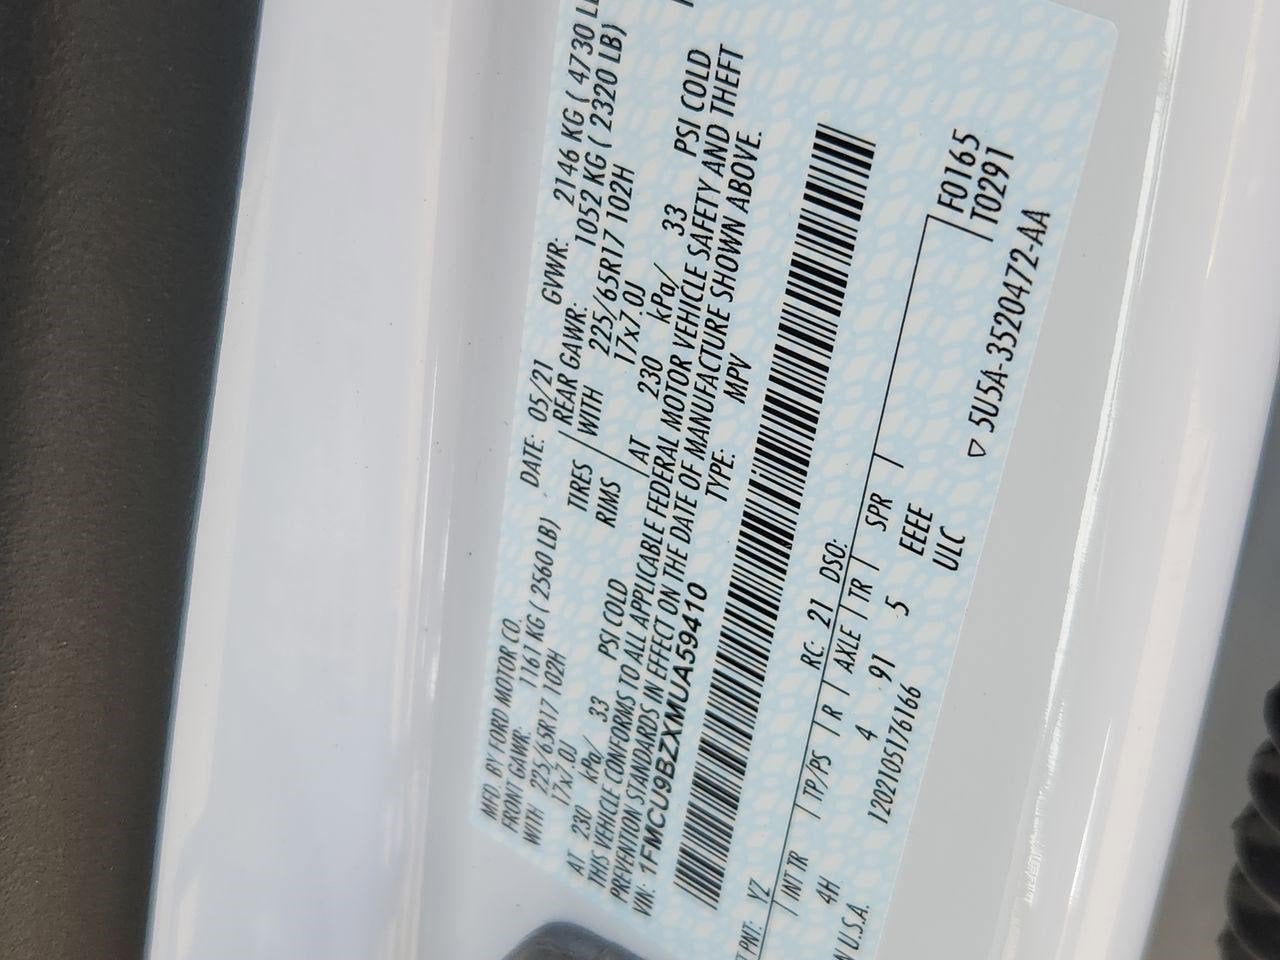 MFD. BY FORD MOTOR CO.
DATE: 05/21 GVWR: 2146 KG ( 4730 L
FRONT GAWR: 1161 KG ( 2560 LB)
REAR GAWR: 1052 KG ( 2320 LB)
WITH 225/65R17 102H TIRES WITH 225/65R17 102H
17x7.0J RIMS 17x7.0J
AT 230 kPa/ 33 PSI COLD AT 230 kPa/ 33 PSI COLD
THIS VEHICLE CONFORMS TO ALL APPLICABLE FEDERAL MOTOR VEHICLE SAFETY AND THEFT
PREVENTION STANDARDS IN EFFECT ON THE DATE OF MANUFACTURE SHOWN ABOVE.
VIN: 1FMCU9BZXMUA59410 TYPE: MPV
PNT: YZ RC: 21 DSO:
INT TR TP/PS R AXLE TR SPR
4H 4 91 5 EEEE F0165
U.S.A. 12021051​76166 ULC T0291
▽ 5U5A-3520472-AA